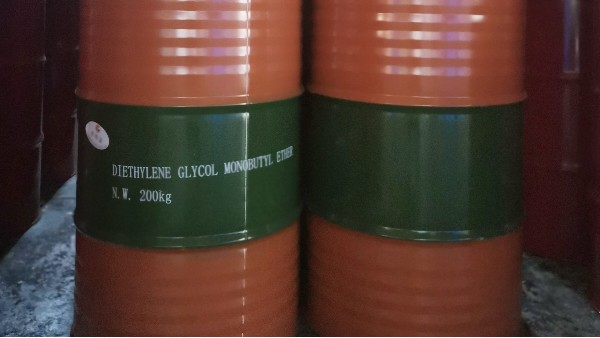 DIETHYLENE GLYCOL MONOBUTYL ETHER
N.W. 200kg